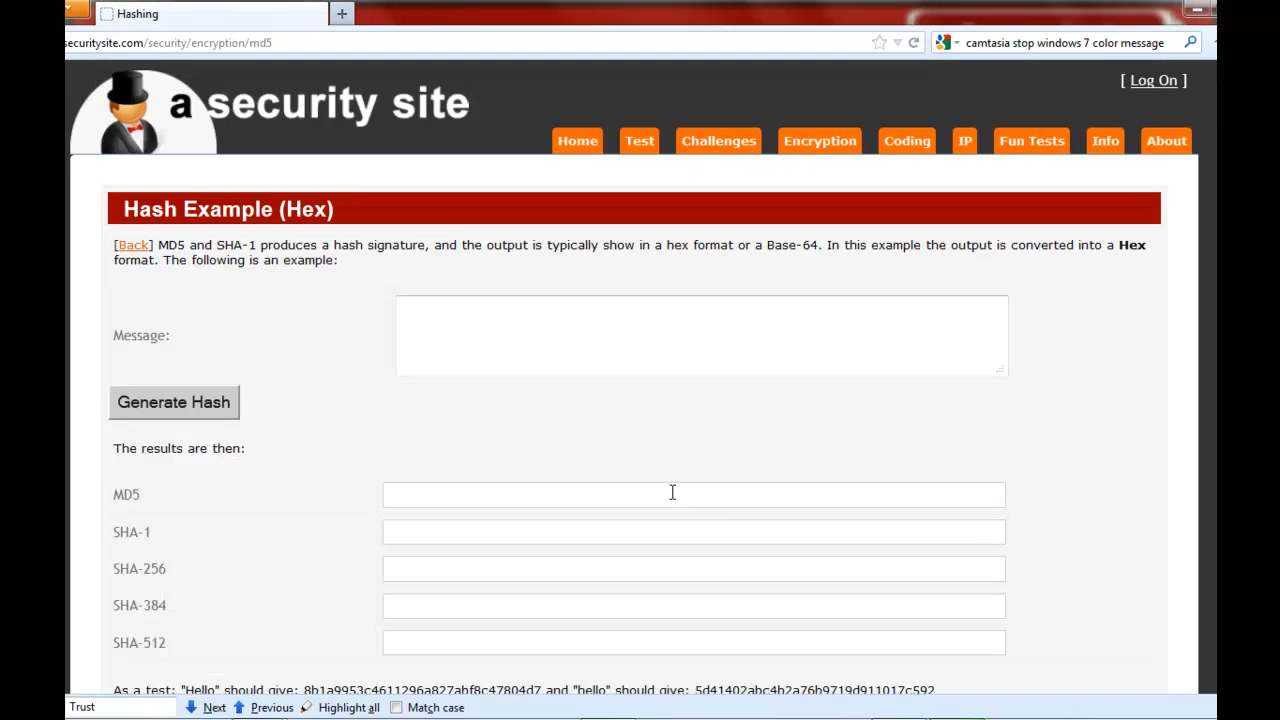 Hashing
securitysite.com/security/encryption/md5
camtasia stop windows 7 color message
[ Log On ]
a security site
Home Test Challenges Encryption Coding IP Fun Tests Info About
Hash Example (Hex)
[Back] MD5 and SHA-1 produces a hash signature, and the output is typically show in a hex format or a Base-64. In this example the output is converted into a Hex
format. The following is an example:
Message:
Generate Hash
The results are then:
MD5
SHA-1
SHA-256
SHA-384
SHA-512
As a test: "Hello" should give: 8b1a9953c4611296a827abf8c47804d7 and "hello" should give: 5d41402abc4b2a76b9719d911017c592
Trust Next Previous Highlight all Match case